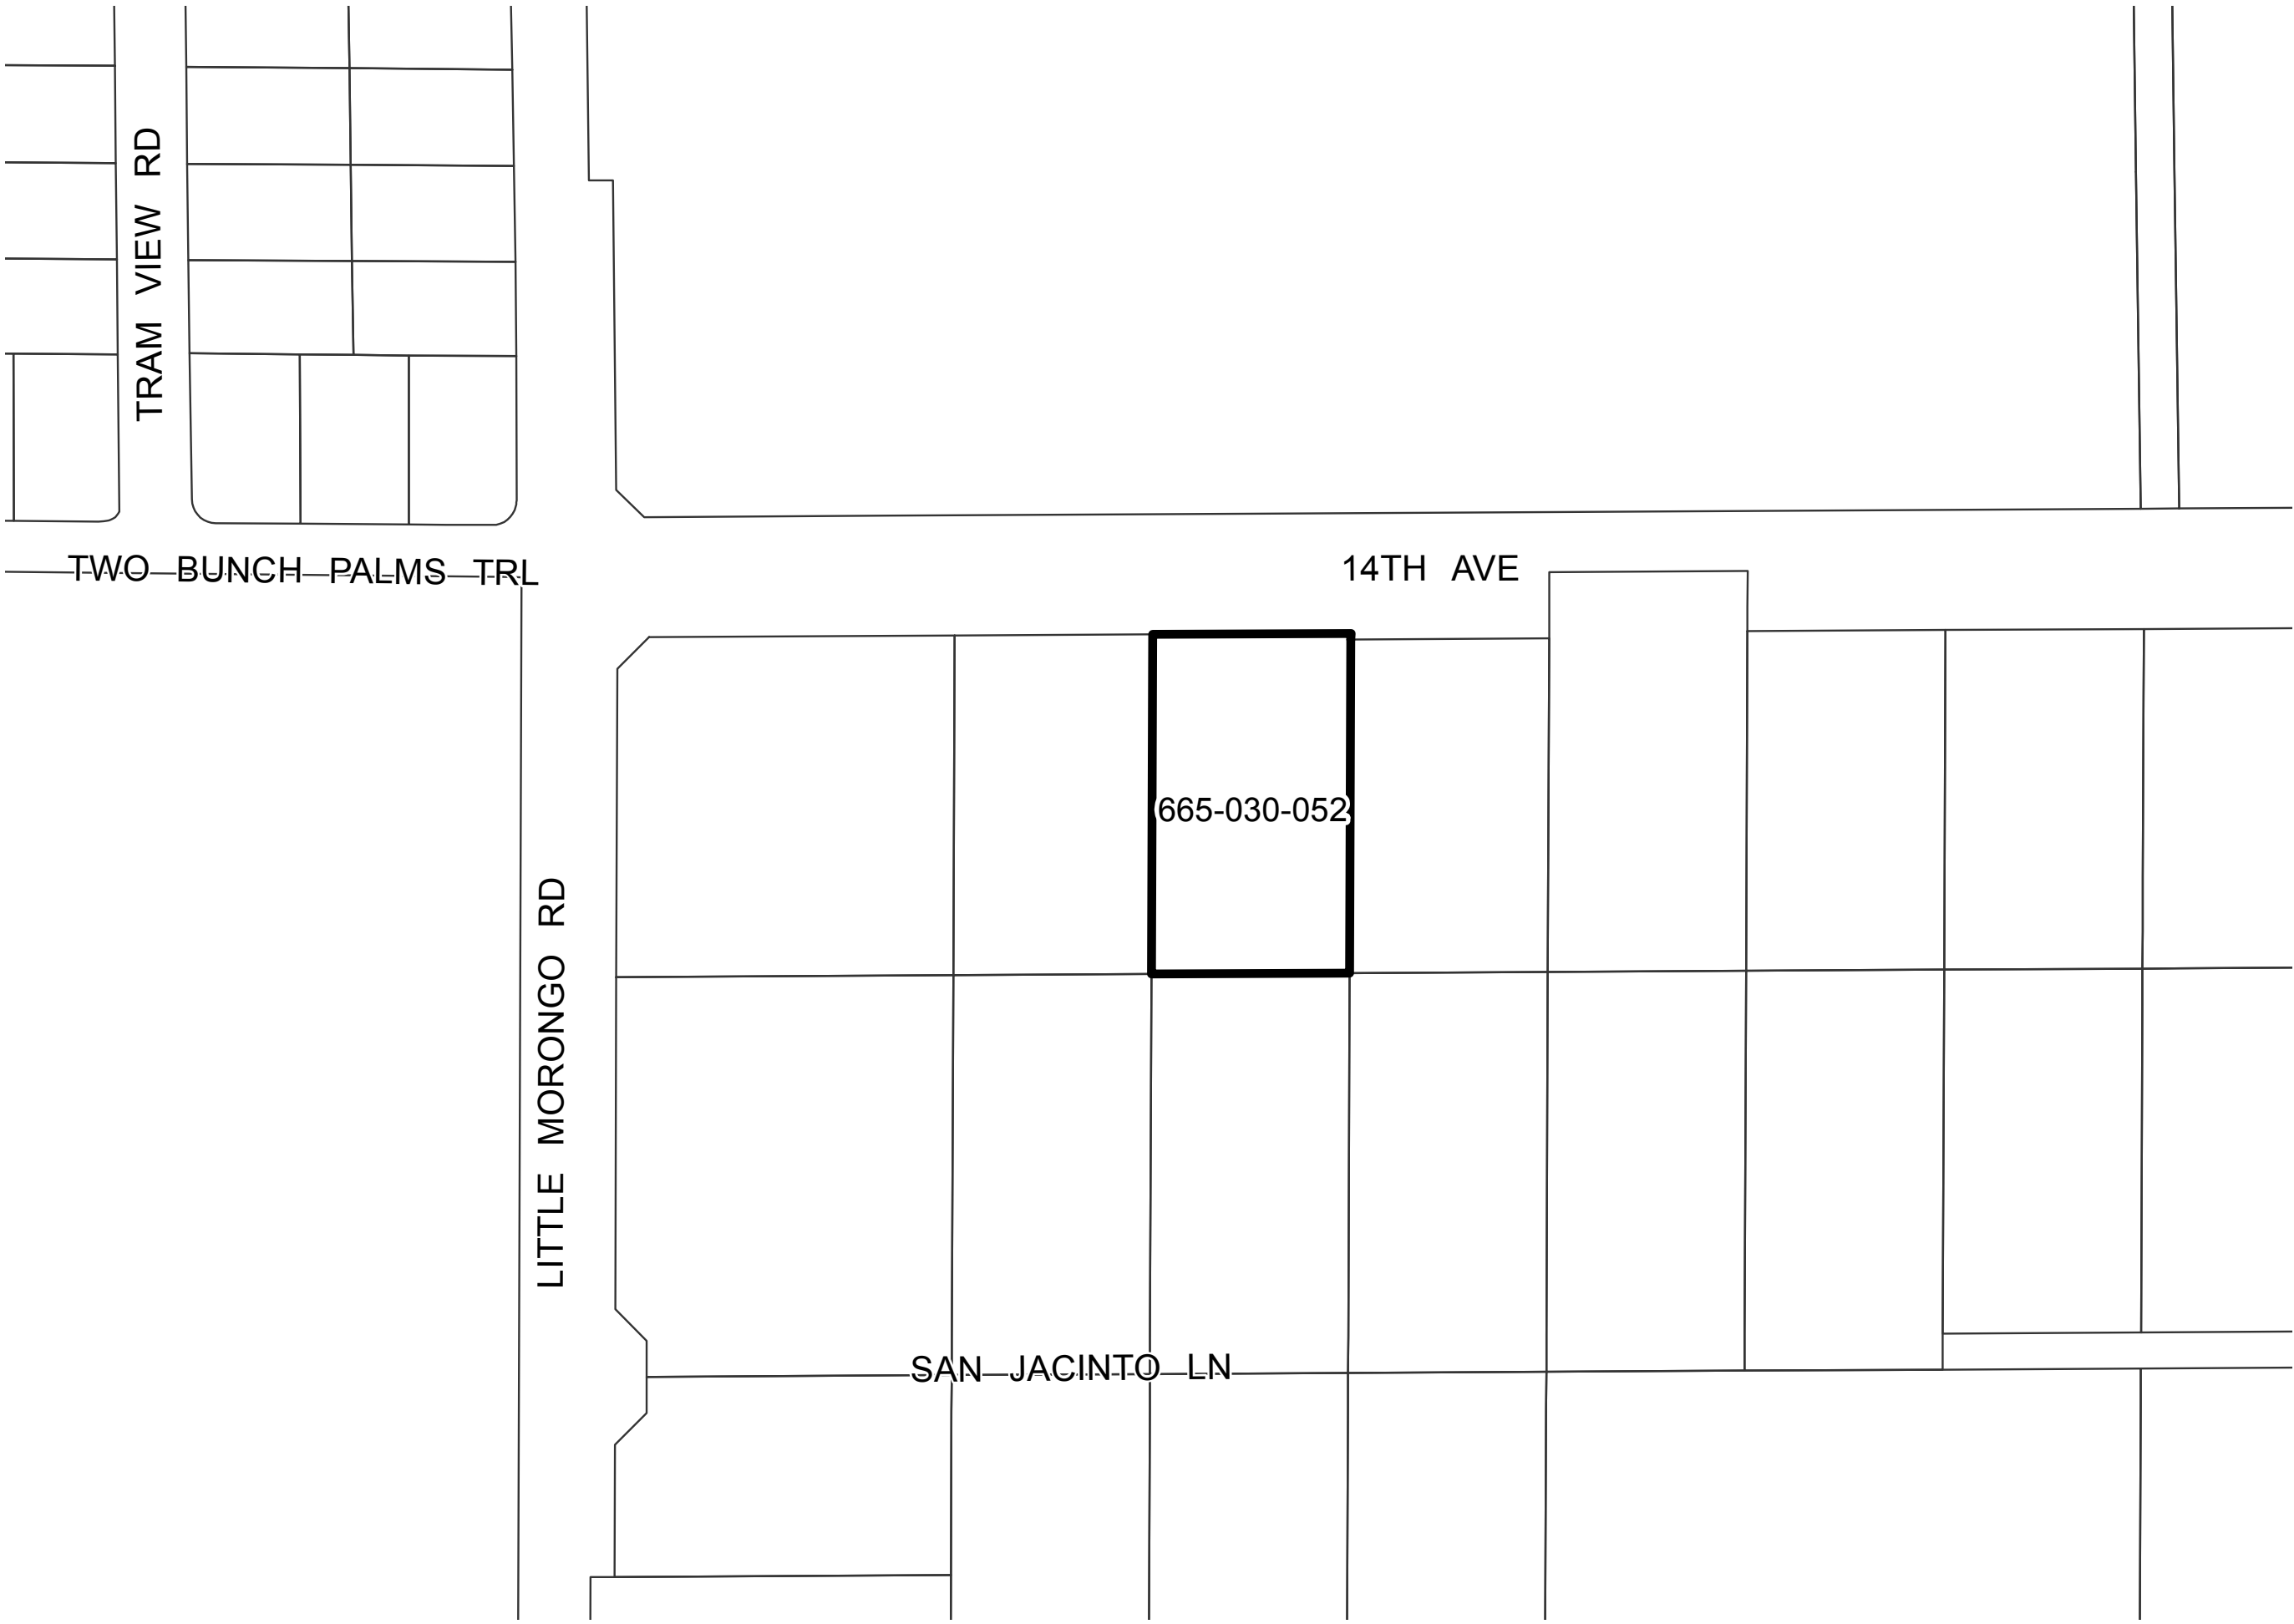 TRAM VIEW RD
TWO BUNCH PALMS TRL
14TH AVE
665-030-052
LITTLE MORONGO RD
SAN JACINTO LN